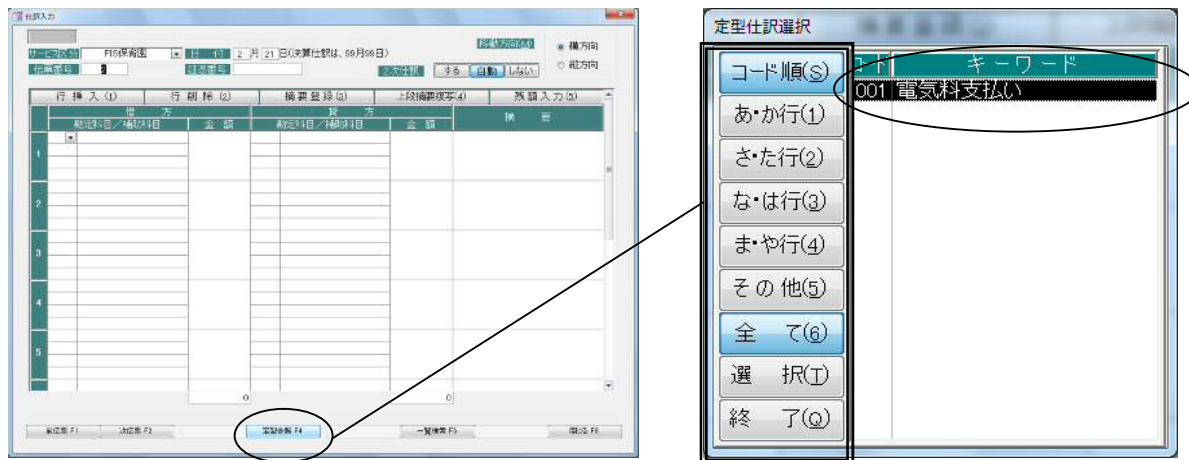 仕訳入力
サービス区分 FIS保育園 日 付 2 月 21 日(決算仕訳は、99月99日) 移動方向(M) 横方向
縦方向
伝票番号 証憑番号 2次仕訳 する 自動 しない
行 挿 入 (1) 行 削 除 (2) 摘 要 登 録 (3) 上段摘要複写(4) 残 額 入 力 (5)
借 方 貸 方 摘 要
勘定科目/補助科目 金 額 勘定科目/補助科目 金 額
1
2
3
4
5
0 0
前伝票 F1 次伝票 F2 定型参照 F4 一覧検索 F5 閉じる F8
定型仕訳選択
コード順(S) コード キーワード
001 電気料支払い
あ・か行(1)
さ・た行(2)
な・は行(3)
ま・や行(4)
そ の 他(5)
全 て(6)
選 択(T)
終 了(Q)